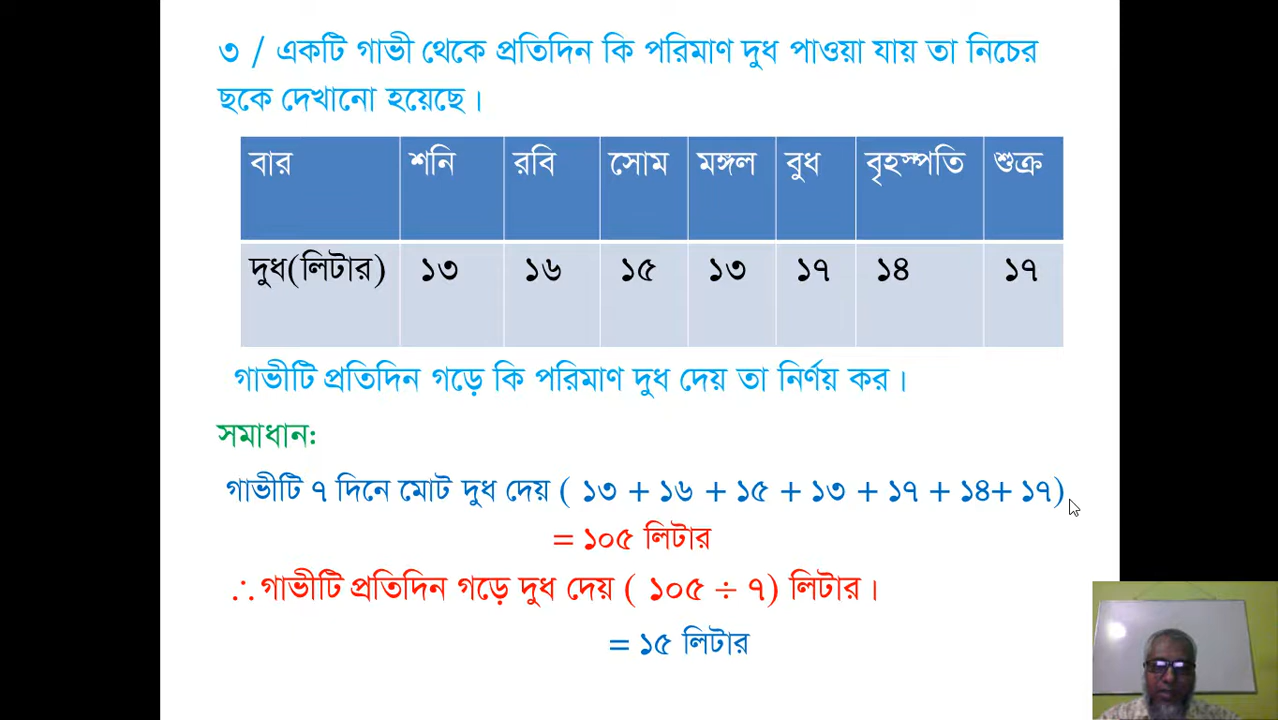 ৩ / একটি গাভী থেকে প্রতিদিন কি পরিমাণ দুধ পাওয়া যায় তা নিচের
ছকে দেখানো হয়েছে।
বার শনি রবি সোম মঙ্গল বুধ বৃহস্পতি শুক্র
দুধ(লিটার) ১৩ ১৬ ১৫ ১৩ ১৭ ১৪ ১৭
গাভীটি প্রতিদিন গড়ে কি পরিমাণ দুধ দেয় তা নির্ণয় কর।
সমাধান:
গাভীটি ৭ দিনে মোট দুধ দেয় ( ১৩ + ১৬ + ১৫ + ১৩ + ১৭ + ১৪+ ১৭)
= ১০৫ লিটার
∴ গাভীটি প্রতিদিন গড়ে দুধ দেয় ( ১০৫ ÷ ৭) লিটার।
= ১৫ লিটার